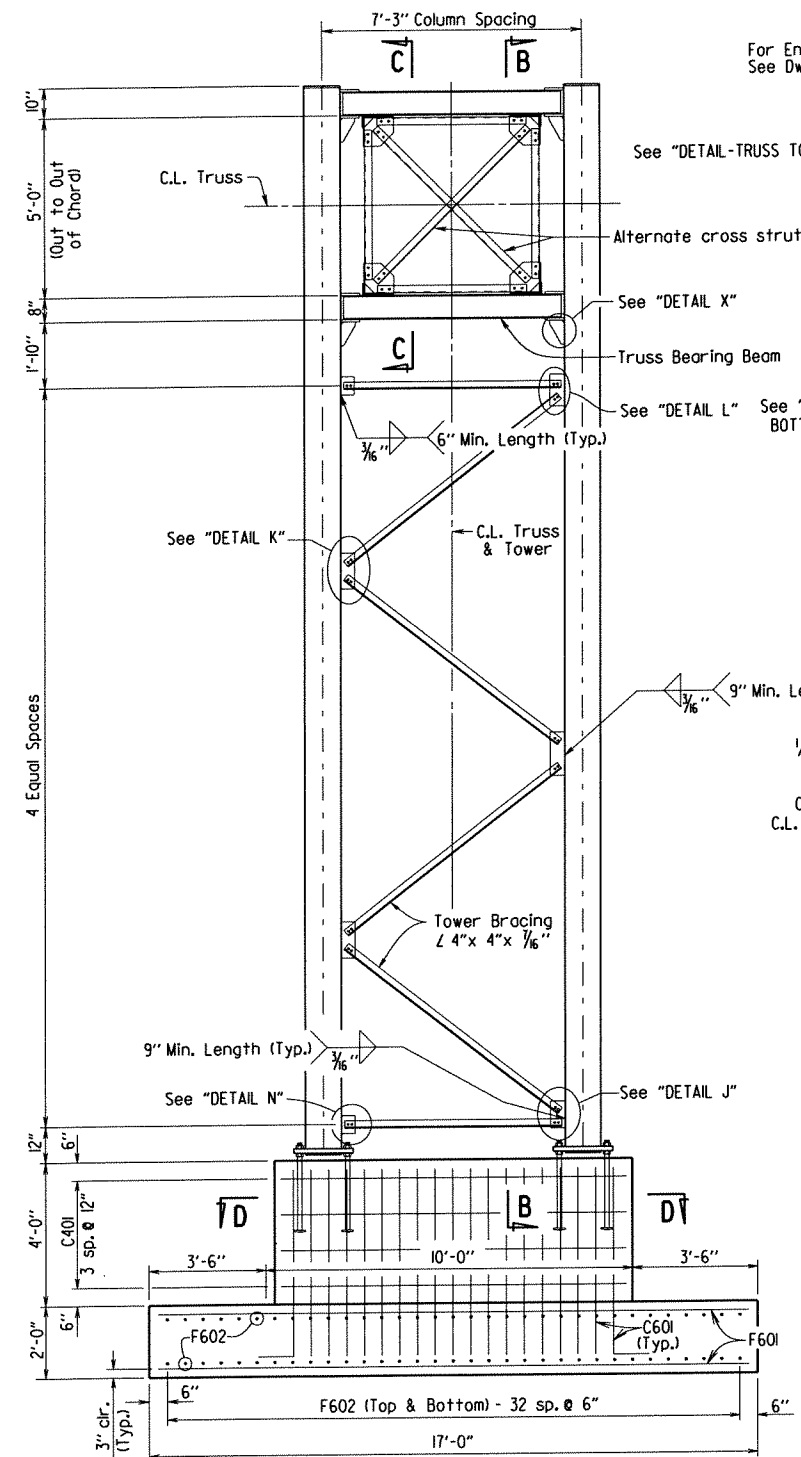 7'-3" Column Spacing
C
B
For En
See Dw
10"
5'-0"
(Out to Out
of Chord)
C.L. Truss
See "DETAIL-TRUSS TO
Alternate cross strut
8"
See "DETAIL X"
1'-10"
C
Truss Bearing Beam
See "DETAIL L"
See "
BOTT
3/16"
6" Min. Length (Typ.)
See "DETAIL K"
C.L. Truss
& Tower
4 Equal Spaces
3/16"
9" Min. Le
C.L.
Tower Bracing
∠ 4" x 4" x 7/16"
9" Min. Length (Typ.)
3/16"
See "DETAIL N"
See "DETAIL J"
12"
6"
4'-0"
C401
3 sp. @ 12"
D
B
D
3'-6"
10'-0"
3'-6"
2'-0"
6"
F602
C601
(Typ.)
F601
3" clr.
(Typ.)
6"
F602 (Top & Bottom) - 32 sp. @ 6"
6"
17'-0"